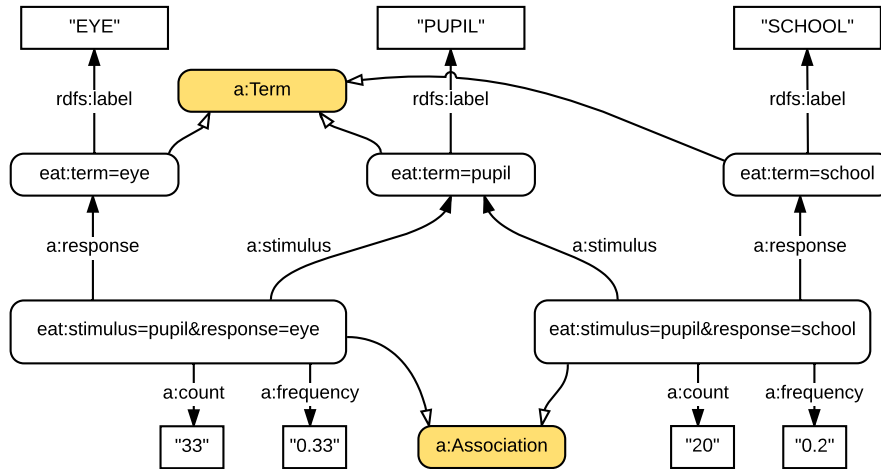 "EYE"
"PUPIL"
"SCHOOL"
a:Term
rdfs:label
rdfs:label
rdfs:label
eat:term=eye
eat:term=pupil
eat:term=school
a:response
a:stimulus
a:stimulus
a:response
eat:stimulus=pupil&response=eye
eat:stimulus=pupil&response=school
a:count
a:frequency
a:count
a:frequency
"33"
"0.33"
a:Association
"20"
"0.2"